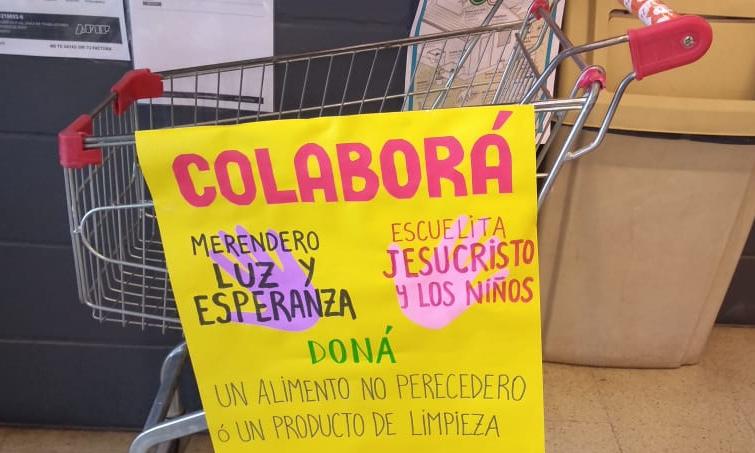 COLABORÁ
MERENDERO
LUZ Y
ESPERANZA
ESCUELITA
JESUCRISTO
Y LOS NIÑOS
DONÁ
UN ALIMENTO NO PERECEDERO
Ó UN PRODUCTO DE LIMPIEZA